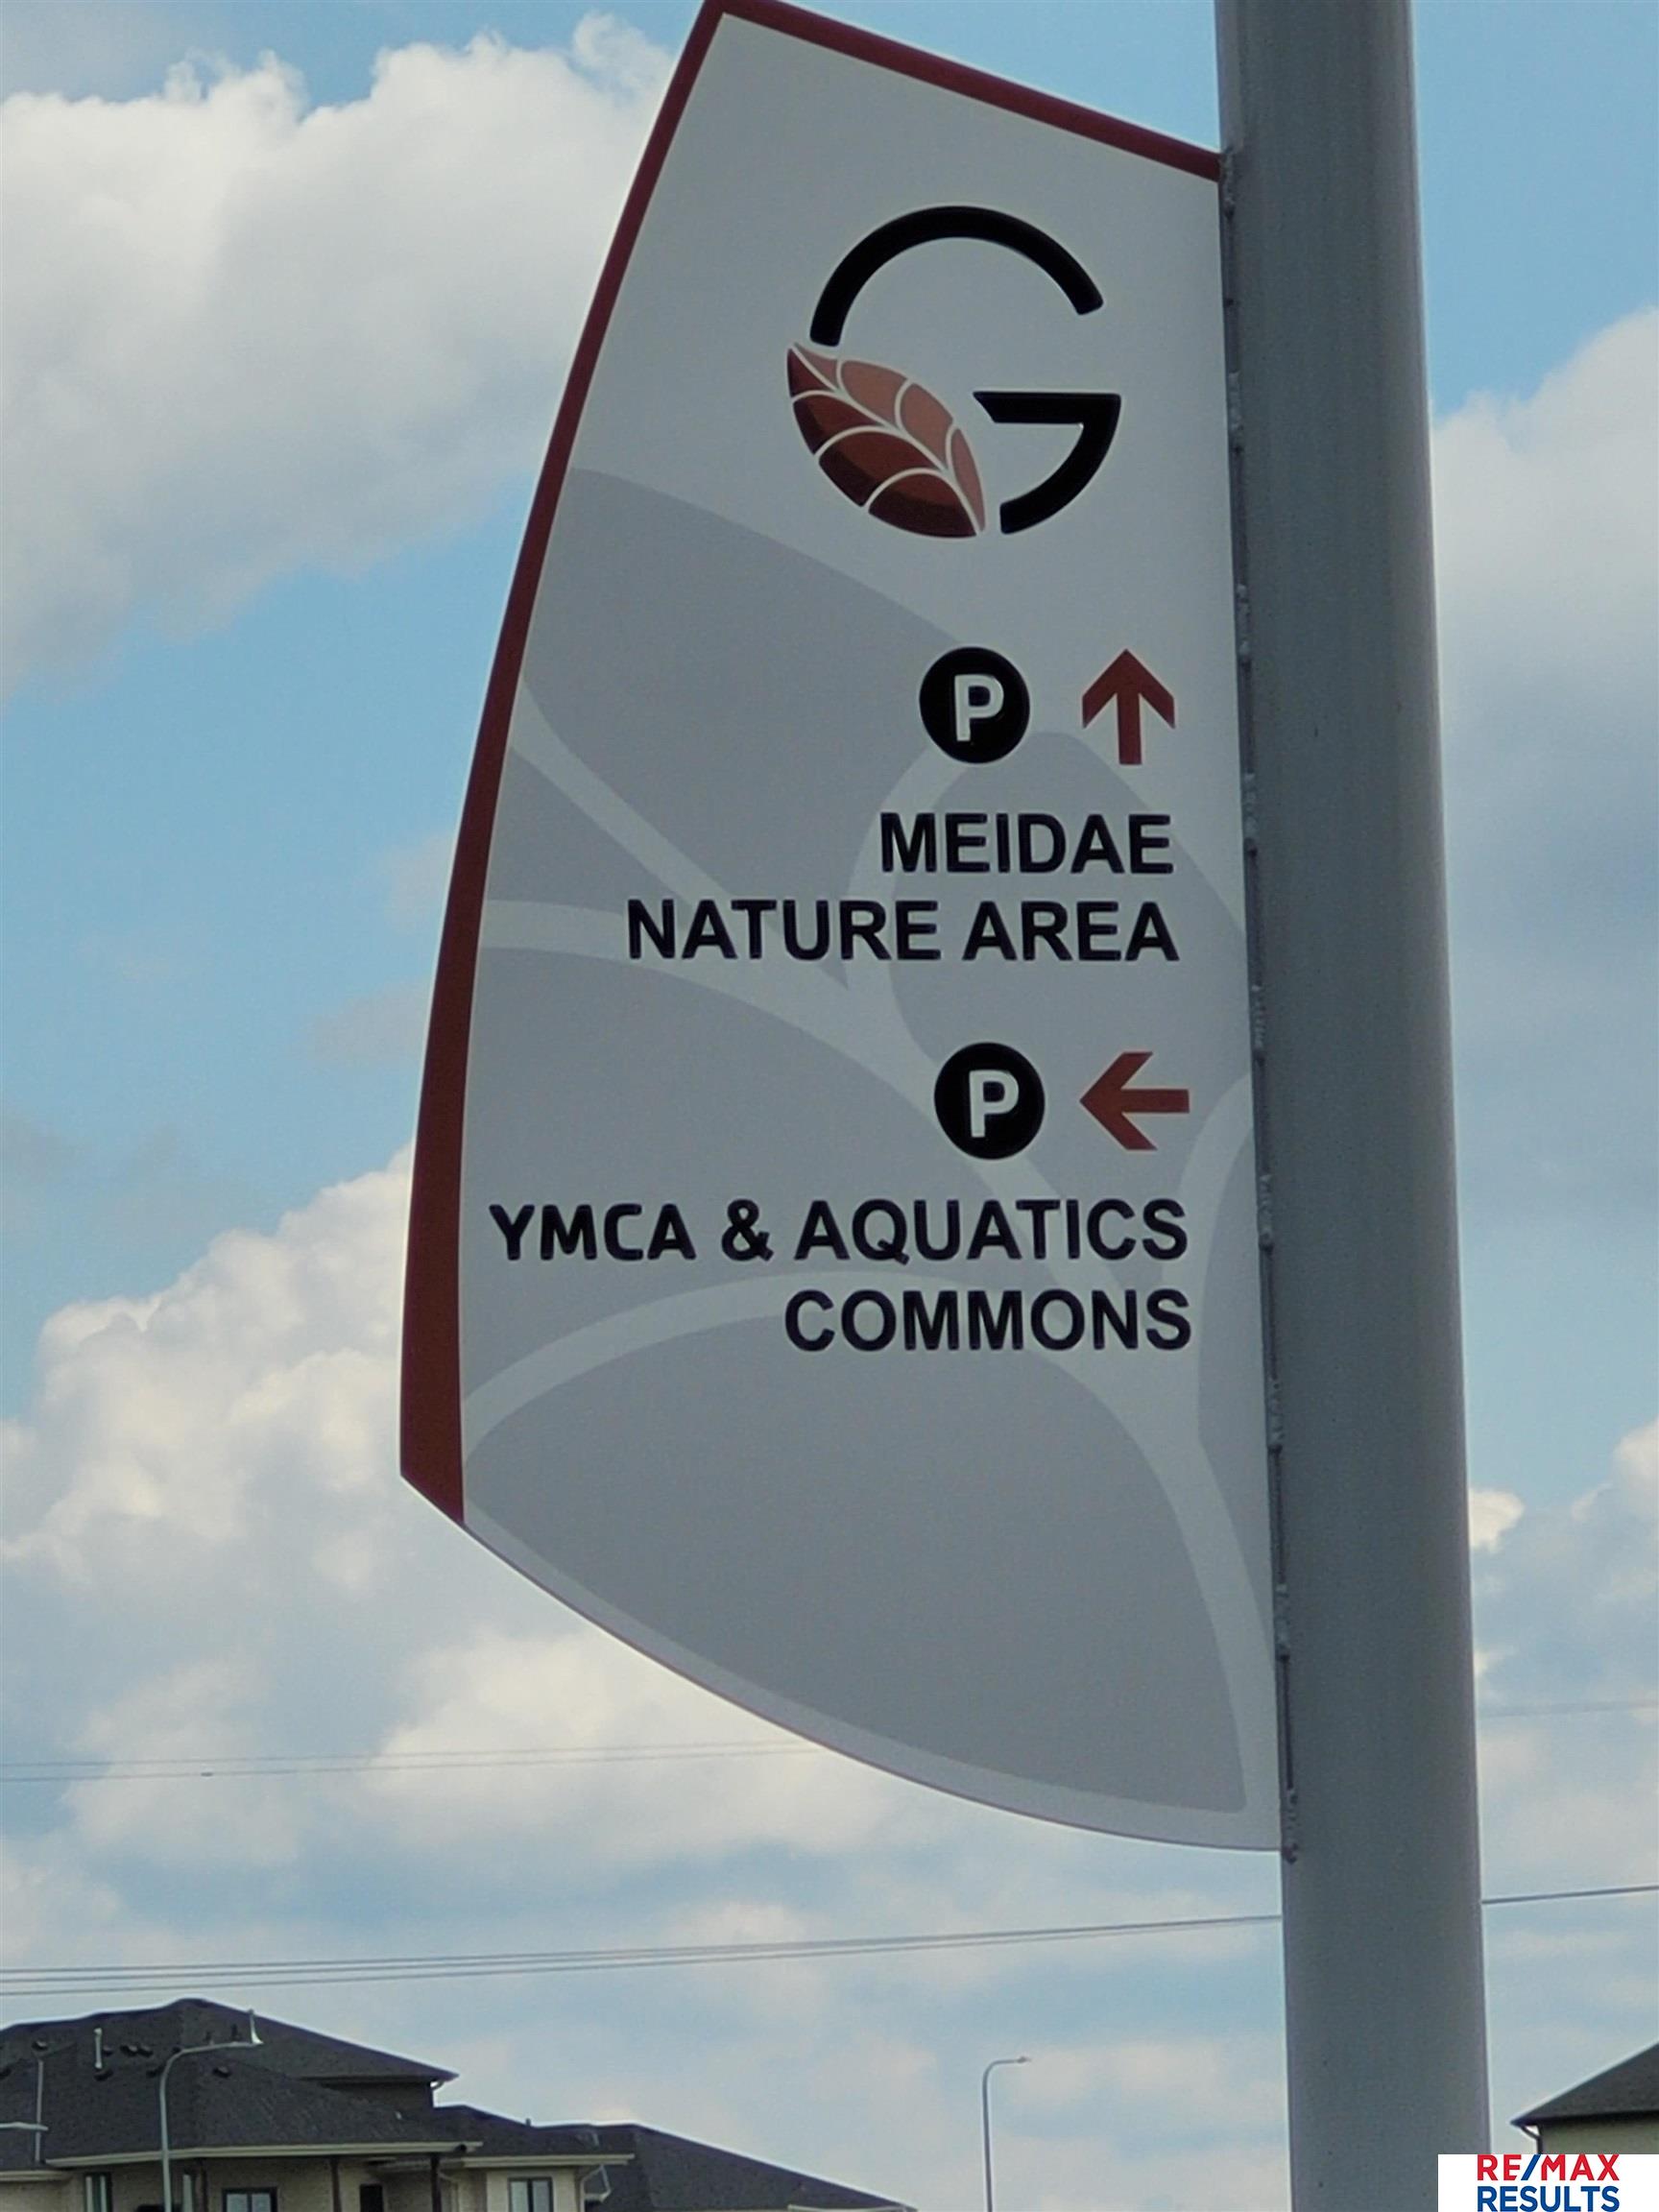 G
P
MEIDAE
NATURE AREA
P
YMCA & AQUATICS
COMMONS
RE/MAX
RESULTS